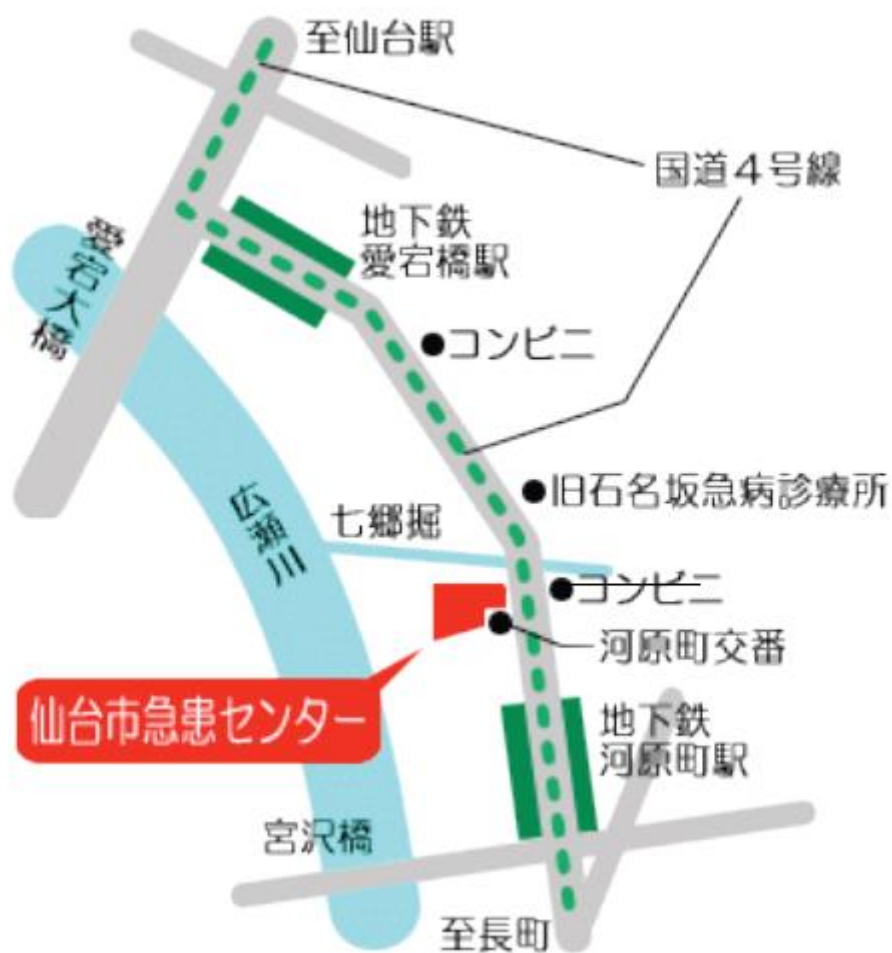 至仙台駅
国道4号線
地下鉄
愛宕橋駅
愛宕大橋
コンビニ
旧石名坂急病診療所
七郷掘
広瀬川
コンビニ
河原町交番
仙台市急患センター
地下鉄
河原町駅
宮沢橋
至長町